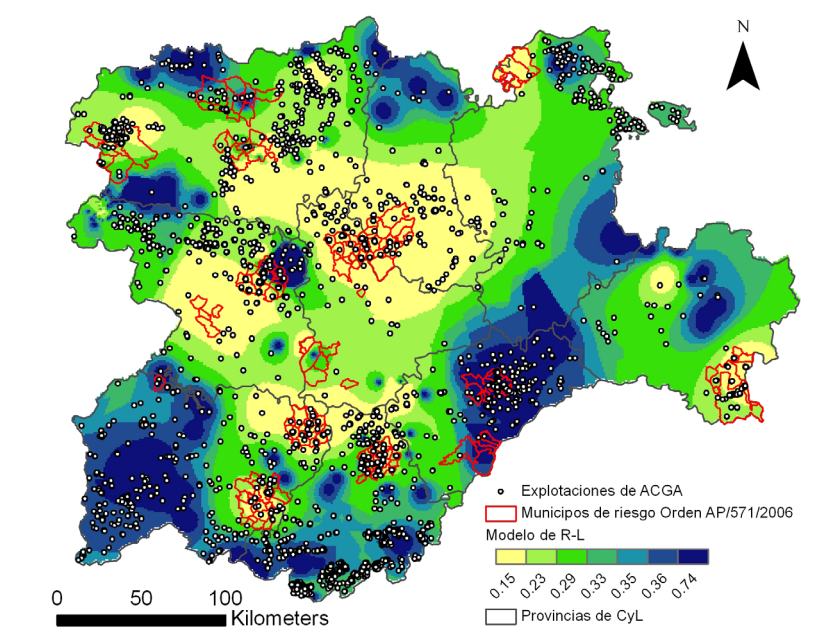 N
Explotaciones de ACGA
Municipos de riesgo Orden AP/571/2006
Modelo de R-L
0.15 0.23 0.29 0.33 0.35 0.36 0.74
Provincias de CyL
0 50 100
Kilometers